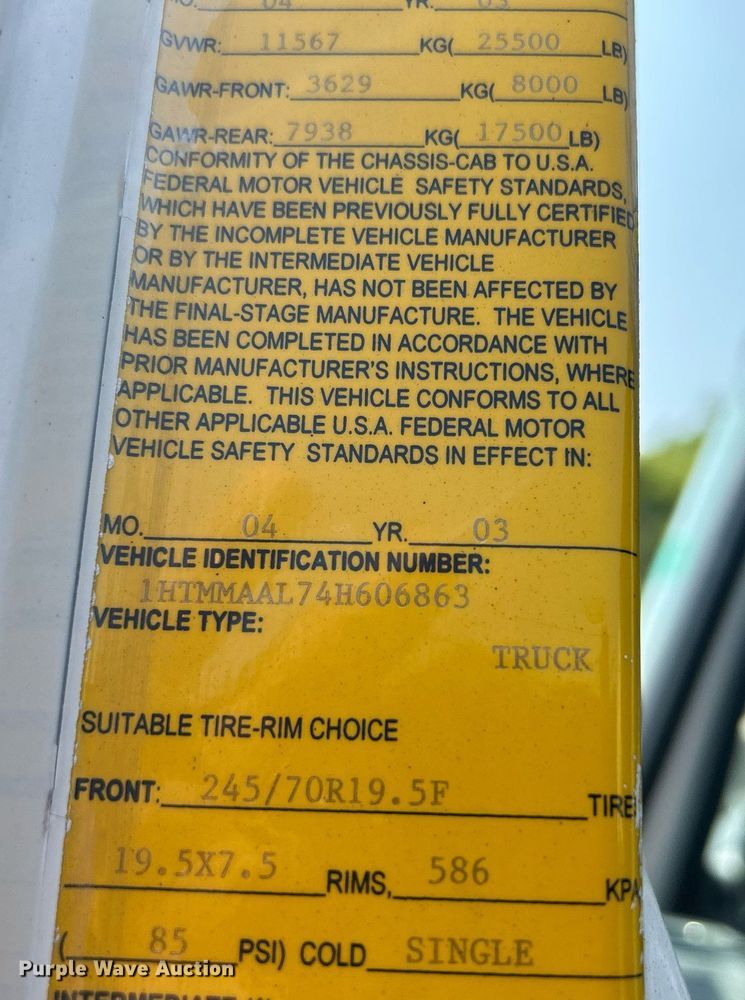 MO. 04 YR. 03
GVWR: 11567 KG( 25500 LB)
GAWR-FRONT: 3629 KG( 8000 LB)
GAWR-REAR: 7938 KG( 17500 LB)
CONFORMITY OF THE CHASSIS-CAB TO U.S.A.
FEDERAL MOTOR VEHICLE SAFETY STANDARDS,
WHICH HAVE BEEN PREVIOUSLY FULLY CERTIFIED
BY THE INCOMPLETE VEHICLE MANUFACTURER
OR BY THE INTERMEDIATE VEHICLE
MANUFACTURER, HAS NOT BEEN AFFECTED BY
THE FINAL-STAGE MANUFACTURE. THE VEHICLE
HAS BEEN COMPLETED IN ACCORDANCE WITH
PRIOR MANUFACTURER'S INSTRUCTIONS, WHERE
APPLICABLE. THIS VEHICLE CONFORMS TO ALL
OTHER APPLICABLE U.S.A. FEDERAL MOTOR
VEHICLE SAFETY STANDARDS IN EFFECT IN:
MO. 04 YR. 03
VEHICLE IDENTIFICATION NUMBER:
1HTMMAAL74H606863
VEHICLE TYPE:
TRUCK
SUITABLE TIRE-RIM CHOICE
FRONT: 245/70R19.5F TIRE
19.5X7.5 RIMS, 586 KPA
( 85 PSI) COLD SINGLE
Purple Wave Auction
INTERMEDIATE